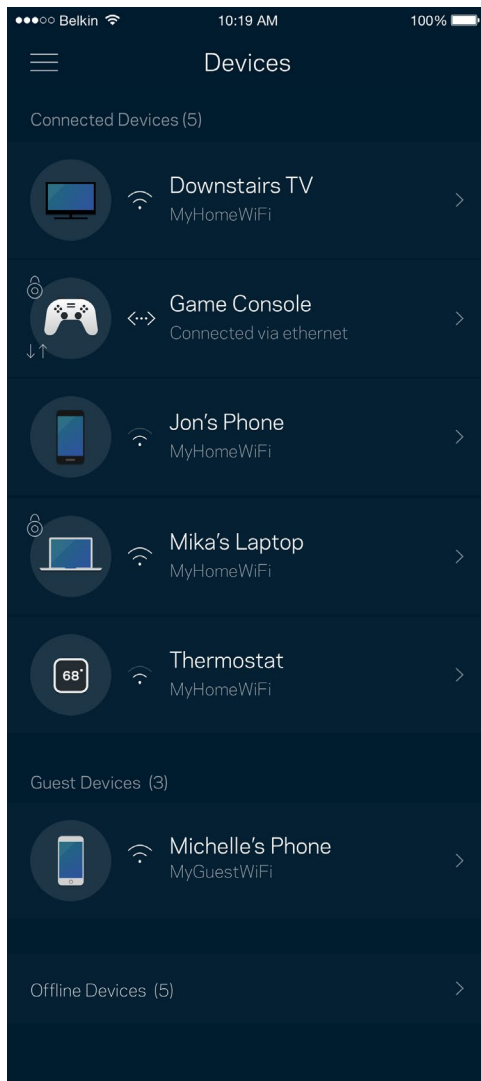 Belkin 10:19 AM 100%
Devices
Connected Devices (5)
Downstairs TV
MyHomeWiFi
Game Console
Connected via ethernet
Jon's Phone
MyHomeWiFi
Mika's Laptop
MyHomeWiFi
68°
Thermostat
MyHomeWiFi
Guest Devices (3)
Michelle's Phone
MyGuestWiFi
Offline Devices (5)